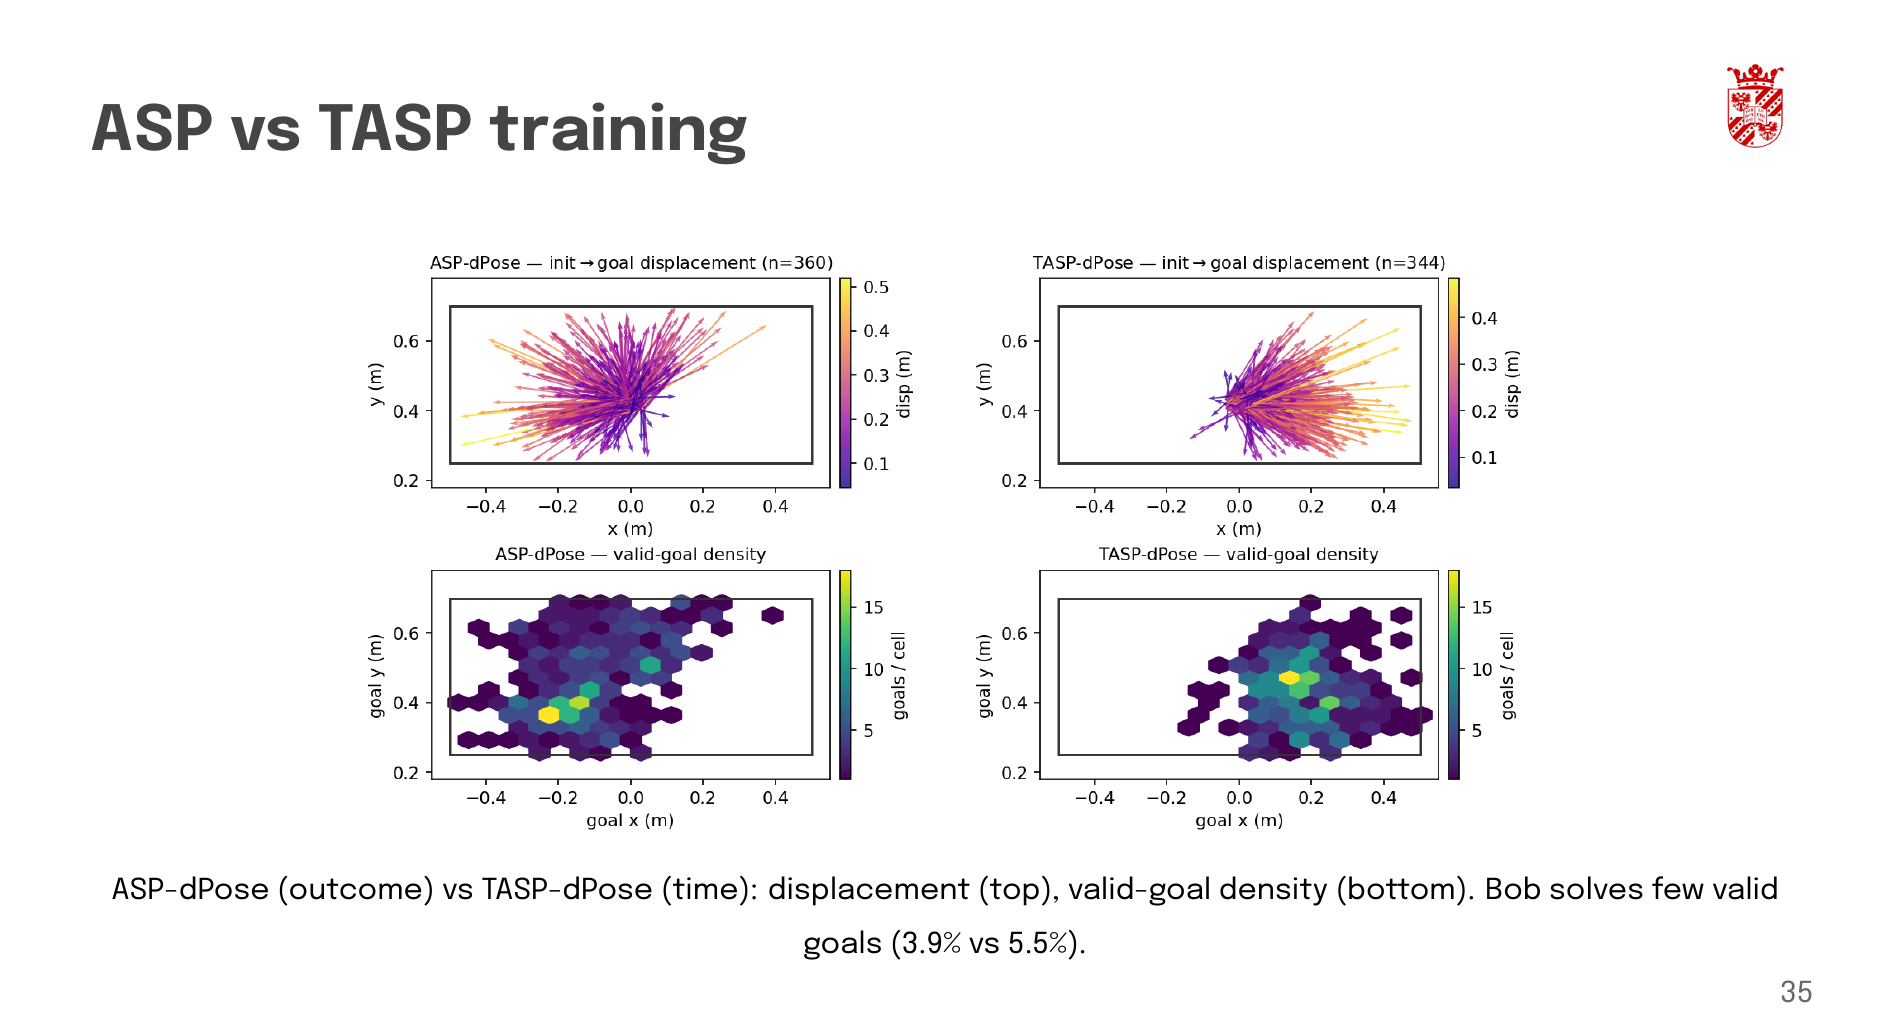 ASP vs TASP training
ASP-dPose — init→goal displacement (n=360)
y (m)
0.6
0.4
0.2
−0.4 −0.2 0.0 0.2 0.4
x (m)
0.5
0.4
0.3
0.2
0.1
disp (m)
TASP-dPose — init→goal displacement (n=344)
y (m)
0.6
0.4
0.2
−0.4 −0.2 0.0 0.2 0.4
x (m)
0.4
0.3
0.2
0.1
disp (m)
ASP-dPose — valid-goal density
goal y (m)
0.6
0.4
0.2
−0.4 −0.2 0.0 0.2 0.4
goal x (m)
15
10
5
goals / cell
TASP-dPose — valid-goal density
goal y (m)
0.6
0.4
0.2
−0.4 −0.2 0.0 0.2 0.4
goal x (m)
15
10
5
goals / cell
ASP-dPose (outcome) vs TASP-dPose (time): displacement (top), valid-goal density (bottom). Bob solves few valid
goals (3.9% vs 5.5%).
35